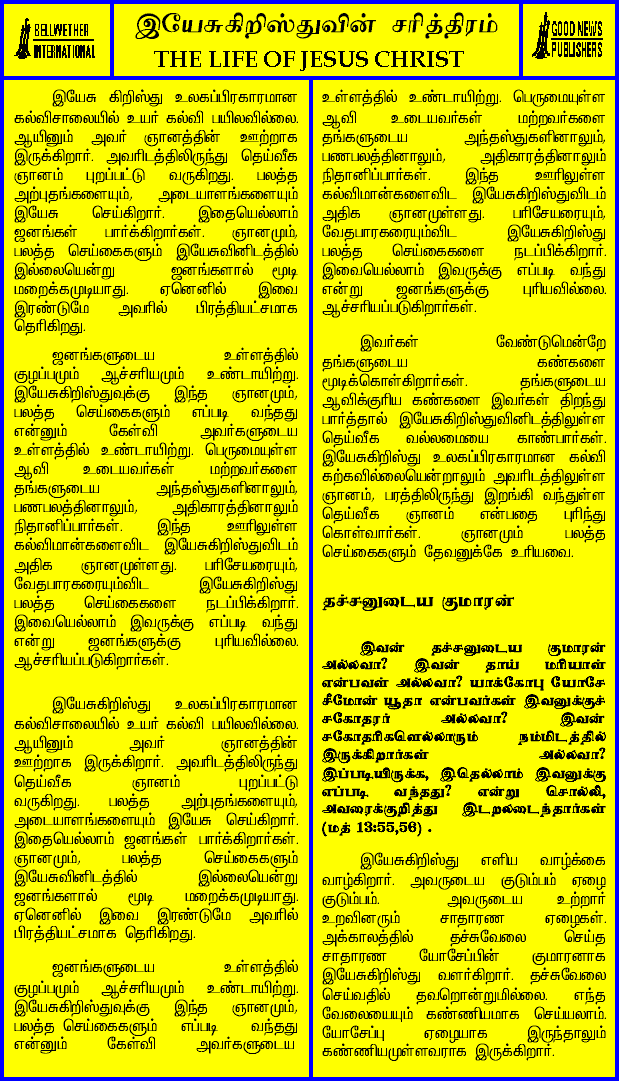 BELLWETHER
INTERNATIONAL
இயேசுகிறிஸ்துவின் சரித்திரம்
THE LIFE OF JESUS CHRIST
GOOD NEWS
PUBLISHERS
இயேசு கிறிஸ்து உலகப்பிரகாரமான
கல்விசாலையில் உயர் கல்வி பயிலவில்லை.
ஆயினும் அவர் ஞானத்தின் ஊற்றாக
இருக்கிறார். அவரிடத்திலிருந்து தெய்வீக
ஞானம் புறப்பட்டு வருகிறது. பலத்த
அற்புதங்களையும், அடையாளங்களையும்
இயேசு செய்கிறார். இதையெல்லாம்
ஜனங்கள் பார்க்கிறார்கள். ஞானமும்,
பலத்த செய்கைகளும் இயேசுவினிடத்தில்
இல்லையென்று ஜனங்களால் மூடி
மறைக்கமுடியாது. ஏனெனில் இவை
இரண்டுமே அவரில் பிரத்தியட்சமாக
தெரிகிறது.
ஜனங்களுடைய உள்ளத்தில்
குழப்பமும் ஆச்சரியமும் உண்டாயிற்று.
இயேசுகிறிஸ்துவுக்கு இந்த ஞானமும்,
பலத்த செய்கைகளும் எப்படி வந்தது
என்னும் கேள்வி அவர்களுடைய
உள்ளத்தில் உண்டாயிற்று. பெருமையுள்ள
ஆவி உடையவர்கள் மற்றவர்களை
தங்களுடைய அந்தஸ்துகளினாலும்,
பணபலத்தினாலும், அதிகாரத்தினாலும்
நிதானிப்பார்கள். இந்த ஊரிலுள்ள
கல்விமான்களைவிட இயேசுகிறிஸ்துவிடம்
அதிக ஞானமுள்ளது. பரிசேயரையும்,
வேதபாரகரையும்விட இயேசுகிறிஸ்து
பலத்த செய்கைகளை நடப்பிக்கிறார்.
இவையெல்லாம் இவருக்கு எப்படி வந்து
என்று ஜனங்களுக்கு புரியவில்லை.
ஆச்சரியப்படுகிறார்கள்.
இயேசுகிறிஸ்து உலகப்பிரகாரமான
கல்விசாலையில் உயர் கல்வி பயிலவில்லை.
ஆயினும் அவர் ஞானத்தின்
ஊற்றாக இருக்கிறார். அவரிடத்திலிருந்து
தெய்வீக ஞானம் புறப்பட்டு
வருகிறது. பலத்த அற்புதங்களையும்,
அடையாளங்களையும் இயேசு செய்கிறார்.
இதையெல்லாம் ஜனங்கள் பார்க்கிறார்கள்.
ஞானமும், பலத்த செய்கைகளும்
இயேசுவினிடத்தில் இல்லையென்று
ஜனங்களால் மூடி மறைக்கமுடியாது.
ஏனெனில் இவை இரண்டுமே அவரில்
பிரத்தியட்சமாக தெரிகிறது.
ஜனங்களுடைய உள்ளத்தில்
குழப்பமும் ஆச்சரியமும் உண்டாயிற்று.
இயேசுகிறிஸ்துவுக்கு இந்த ஞானமும்,
பலத்த செய்கைகளும் எப்படி வந்தது
என்னும் கேள்வி அவர்களுடைய
உள்ளத்தில் உண்டாயிற்று. பெருமையுள்ள
ஆவி உடையவர்கள் மற்றவர்களை
தங்களுடைய அந்தஸ்துகளினாலும்,
பணபலத்தினாலும், அதிகாரத்தினாலும்
நிதானிப்பார்கள். இந்த ஊரிலுள்ள
கல்விமான்களைவிட இயேசுகிறிஸ்துவிடம்
அதிக ஞானமுள்ளது. பரிசேயரையும்,
வேதபாரகரையும்விட இயேசுகிறிஸ்து
பலத்த செய்கைகளை நடப்பிக்கிறார்.
இவையெல்லாம் இவருக்கு எப்படி வந்து
என்று ஜனங்களுக்கு புரியவில்லை.
ஆச்சரியப்படுகிறார்கள்.
இவர்கள் வேண்டுமென்றே
தங்களுடைய கண்களை
மூடிக்கொள்கிறார்கள். தங்களுடைய
ஆவிக்குரிய கண்களை இவர்கள் திறந்து
பார்த்தால் இயேசுகிறிஸ்துவினிடத்திலுள்ள
தெய்வீக வல்லமையை காண்பார்கள்.
இயேசுகிறிஸ்து உலகப்பிரகாரமான கல்வி
கற்கவில்லையென்றாலும் அவரிடத்திலுள்ள
ஞானம், பரத்திலிருந்து இறங்கி வந்துள்ள
தெய்வீக ஞானம் என்பதை புரிந்து
கொள்வார்கள். ஞானமும் பலத்த
செய்கைகளும் தேவனுக்கே உரியவை.
தச்சனுடைய குமாரன்
இவன் தச்சனுடைய குமாரன்
அல்லவா? இவன் தாய் மரியாள்
என்பவள் அல்லவா? யாக்கோபு யோசே
சீமோன் யூதா என்பவர்கள் இவனுக்குச்
சகோதரர் அல்லவா? இவன்
சகோதரிகளெல்லாரும் நம்மிடத்தில்
இருக்கிறார்கள் அல்லவா?
இப்படியிருக்க, இதெல்லாம் இவனுக்கு
எப்படி வந்தது? என்று சொல்லி,
அவரைக்குறித்து இடறலடைந்தார்கள்
(மத் 13:55,56) .
இயேசுகிறிஸ்து எளிய வாழ்க்கை
வாழ்கிறார். அவருடைய குடும்பம் ஏழை
குடும்பம். அவருடைய உற்றார்
உறவினரும் சாதாரண ஏழைகள்.
அக்காலத்தில் தச்சுவேலை செய்த
சாதாரண யோசேப்பின் குமாரனாக
இயேசுகிறிஸ்து வளர்கிறார். தச்சுவேலை
செய்வதில் தவறொன்றுமில்லை. எந்த
வேலையையும் கண்ணியமாக செய்யலாம்.
யோசேப்பு ஏழையாக இருந்தாலும்
கண்ணியமுள்ளவராக இருக்கிறார்.